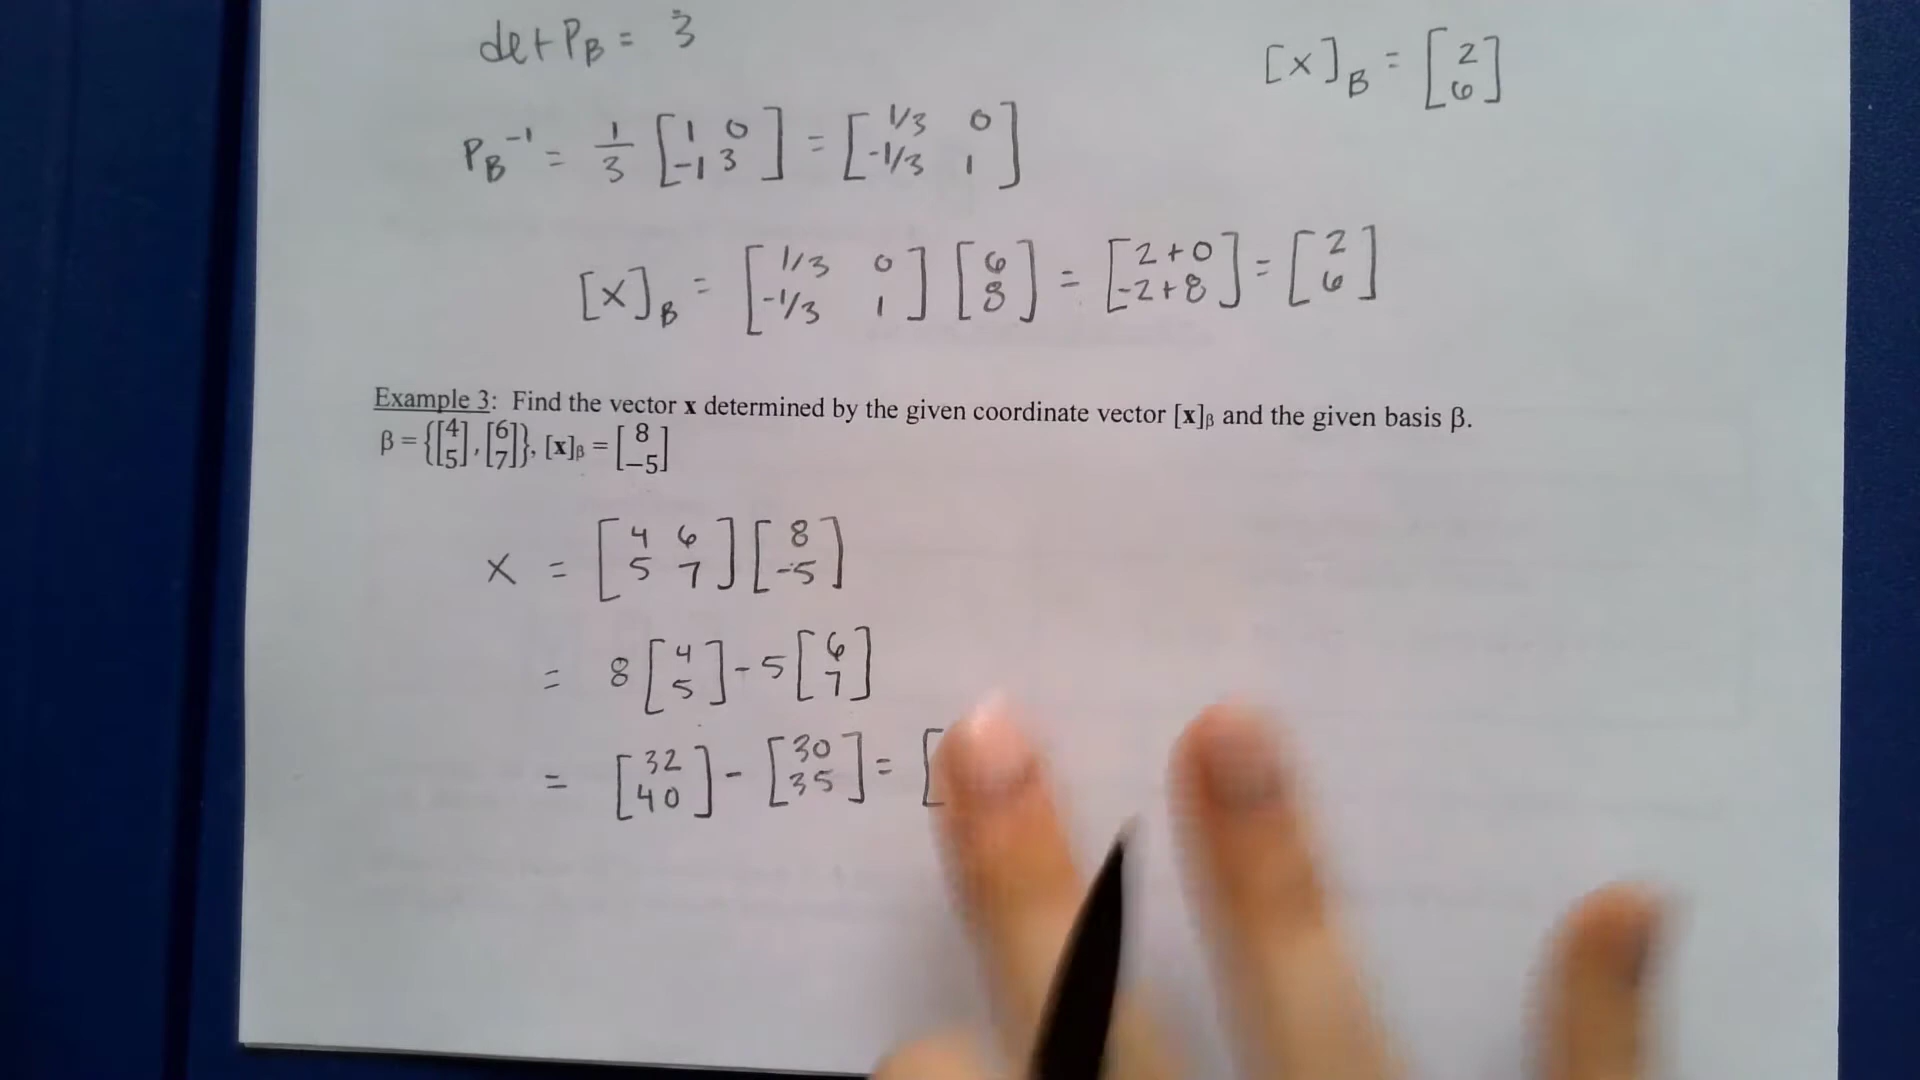 det P_B = 3
[x]_B = [2; 6]
P_B^-1 = 1/3 [1 0; -1 3] = [1/3 0; -1/3 1]
[x]_B = [1/3 0; -1/3 1] [6; 8] = [2+0; -2+8] = [2; 6]
Example 3: Find the vector x determined by the given coordinate vector [x]_β and the given basis β.
β = {[4; 5], [6; 7]}, [x]_β = [8; −5]
x = [4 6; 5 7] [8; -5]
= 8 [4; 5] - 5 [6; 7]
= [32; 40] - [30; 35] = [